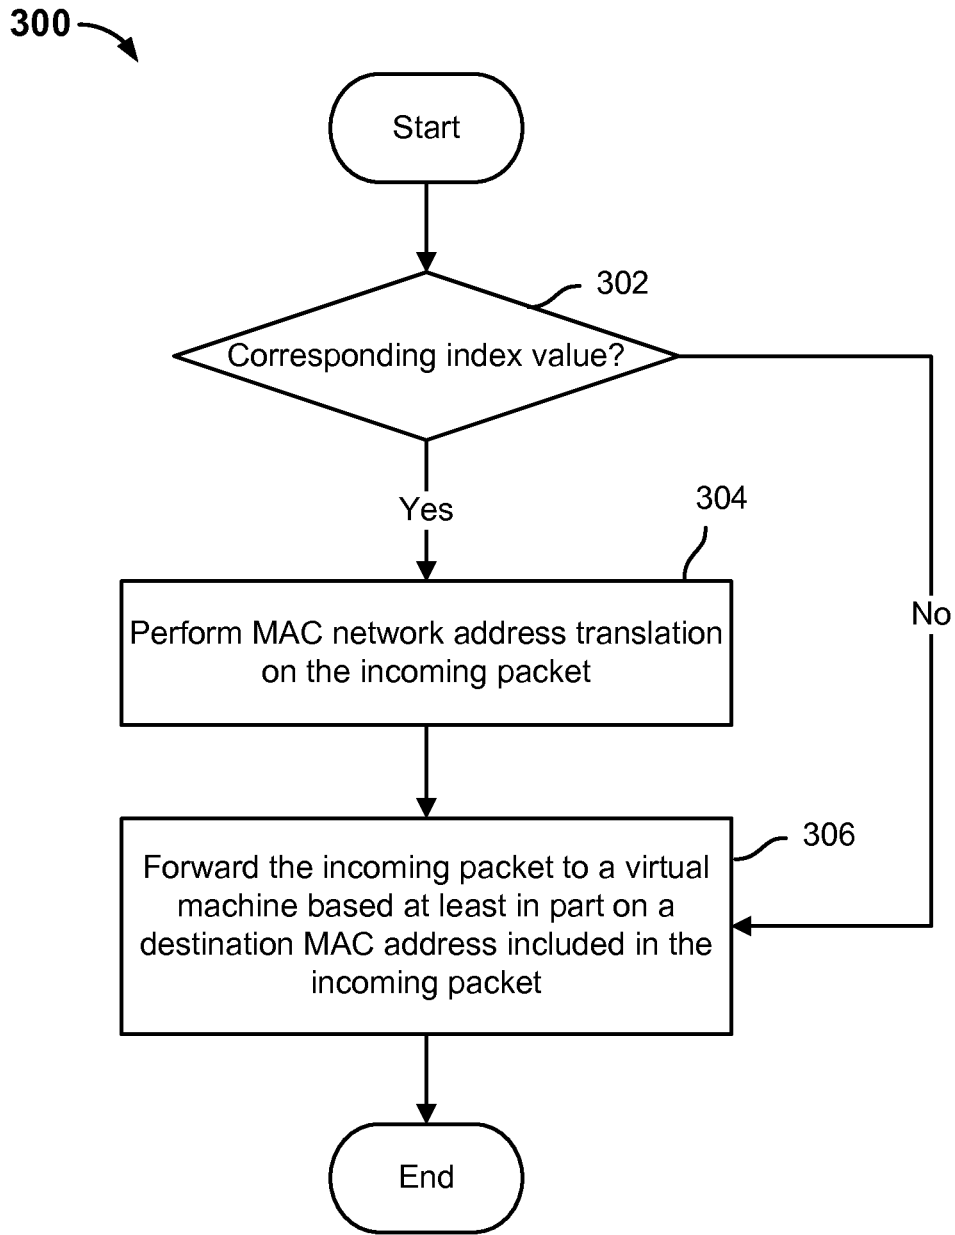 300
Start
302
Corresponding index value?
Yes
304
No
Perform MAC network address translation
on the incoming packet
306
Forward the incoming packet to a virtual
machine based at least in part on a
destination MAC address included in the
incoming packet
End